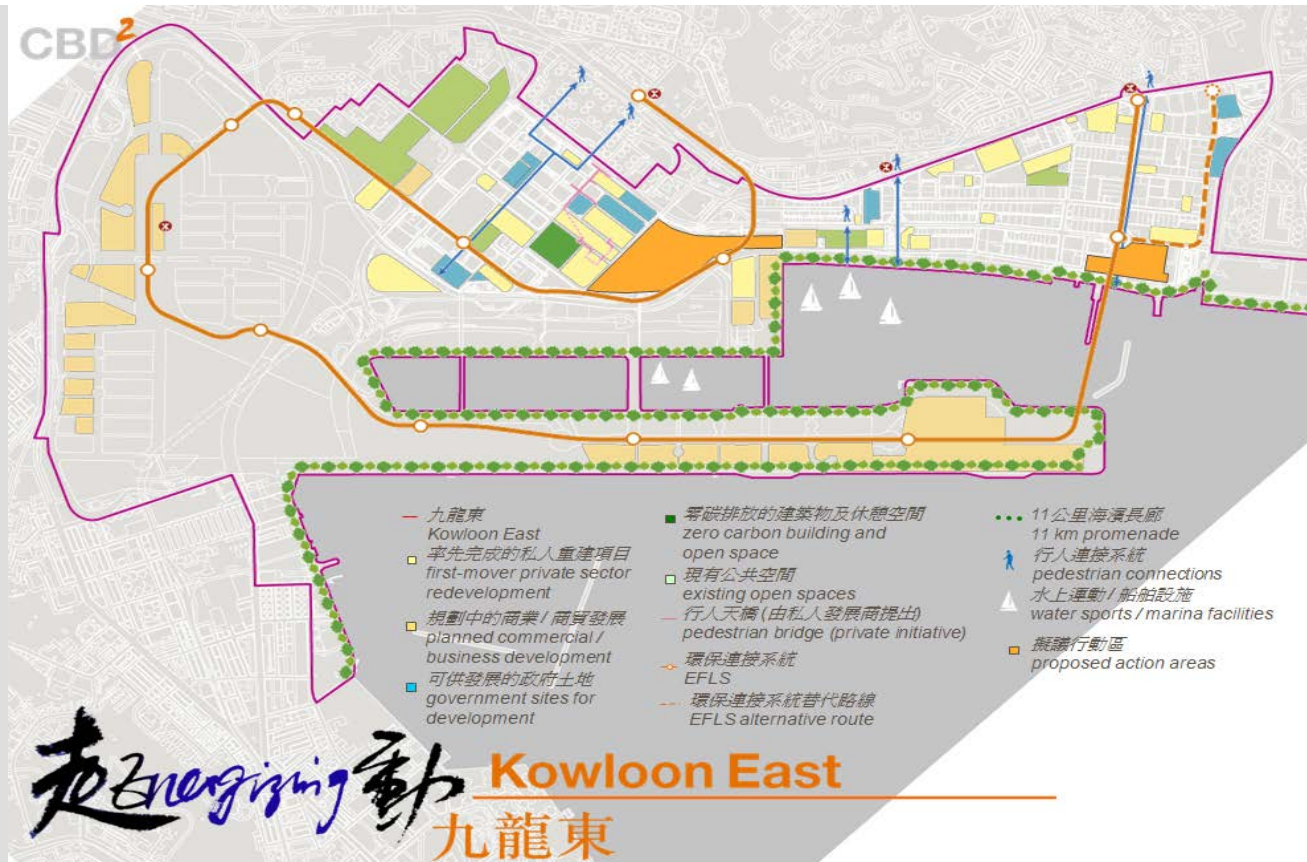 CBD2
九龍東
Kowloon East
率先完成的私人重建項目
first-mover private sector
redevelopment
規劃中的商業 / 商貿發展
planned commercial /
business development
可供發展的政府土地
government sites for
development
零碳排放的建築物及休憩空間
zero carbon building and
open space
現有公共空間
existing open spaces
行人天橋 (由私人發展商提出)
pedestrian bridge (private initiative)
環保連接系統
EFLS
環保連接系統替代路線
EFLS alternative route
11公里海濱長廊
11 km promenade
行人連接系統
pedestrian connections
水上運動 / 船舶設施
water sports / marina facilities
擬議行動區
proposed action areas
起Energizing動
Kowloon East
九龍東